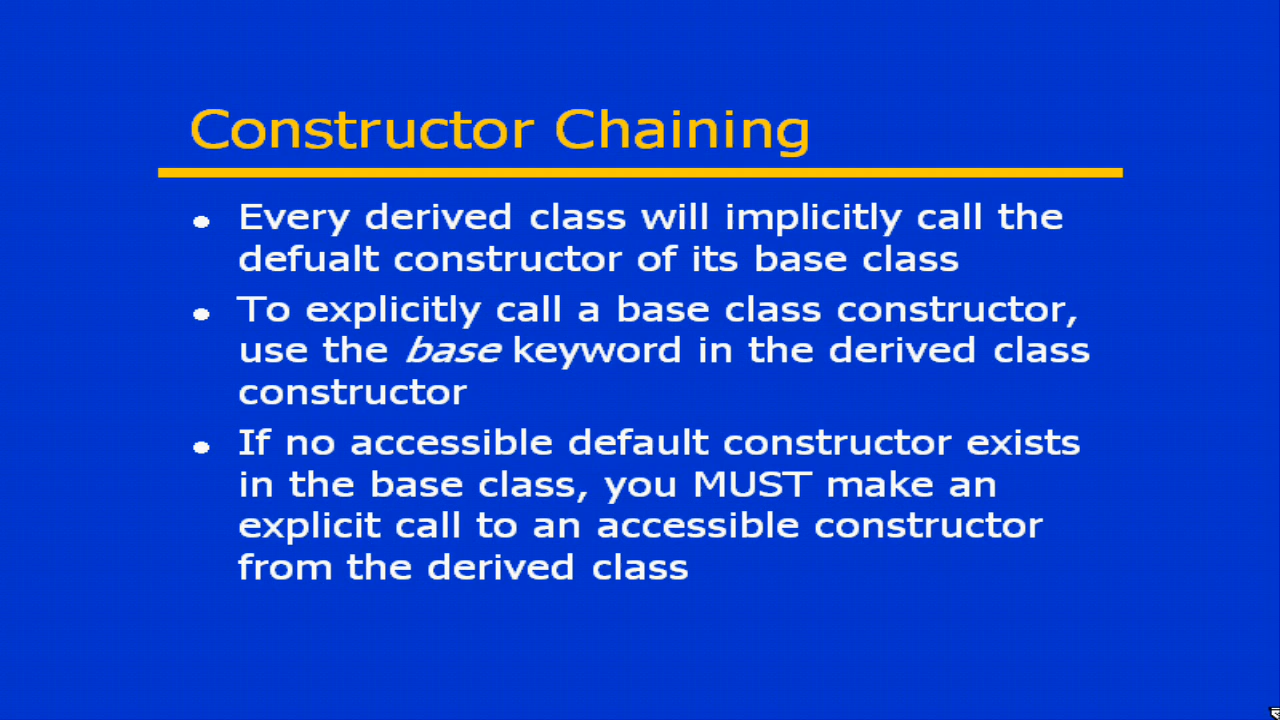 Constructor Chaining
• Every derived class will implicitly call the
defualt constructor of its base class
• To explicitly call a base class constructor,
use the base keyword in the derived class
constructor
• If no accessible default constructor exists
in the base class, you MUST make an
explicit call to an accessible constructor
from the derived class